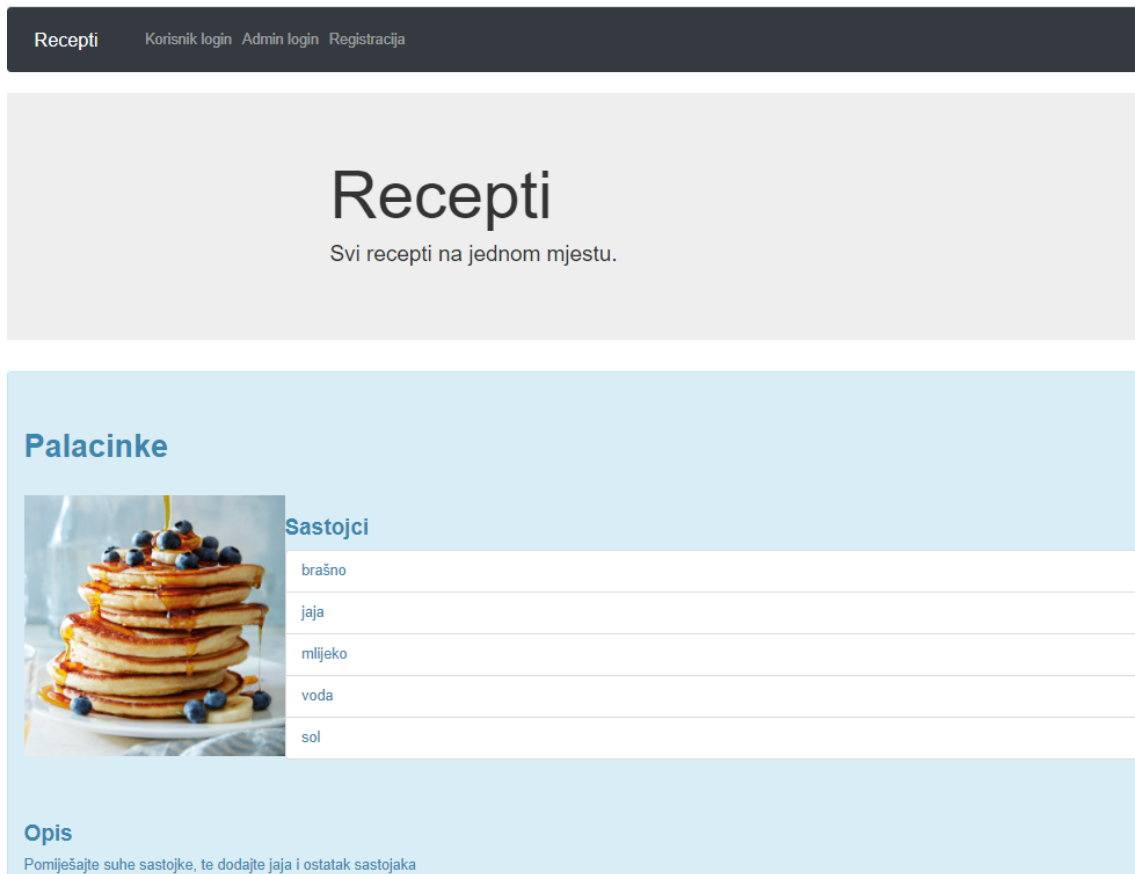 Recepti Korisnik login Admin login Registracija
Recepti
Svi recepti na jednom mjestu.
Palacinke
Sastojci
brašno
jaja
mlijeko
voda
sol
Opis
Pomiješajte suhe sastojke, te dodajte jaja i ostatak sastojaka